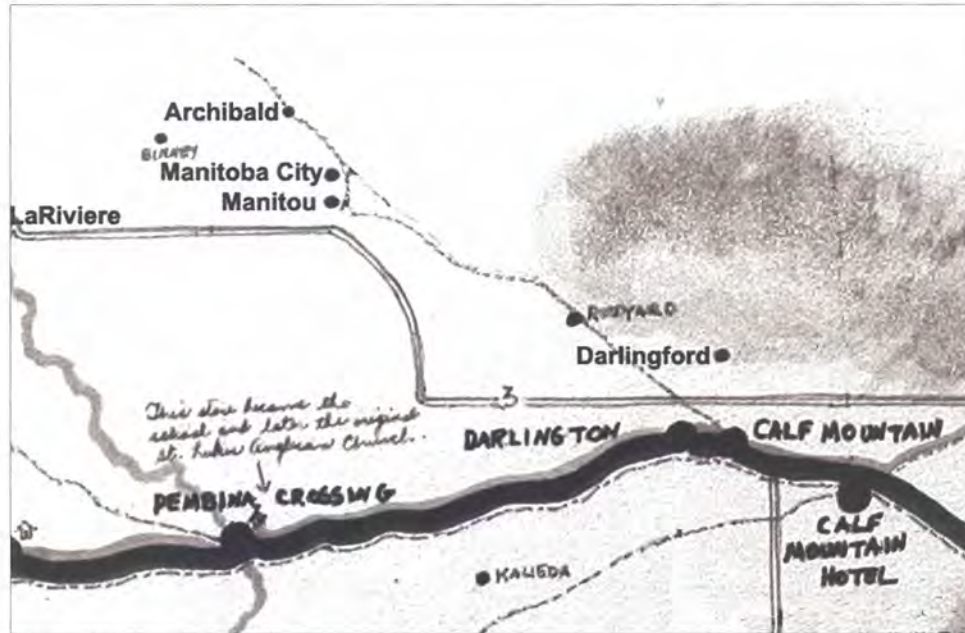 Archibald
BURNBY
Manitoba City
Manitou
LaRiviere
RUDYARD
Darlingford
3
This store became the
school and later the original
St. Lukes Anglican Church.
DARLINGTON
CALF MOUNTAIN
PEMBINA CROSSING
CALF
MOUNTAIN
HOTEL
KALEDA